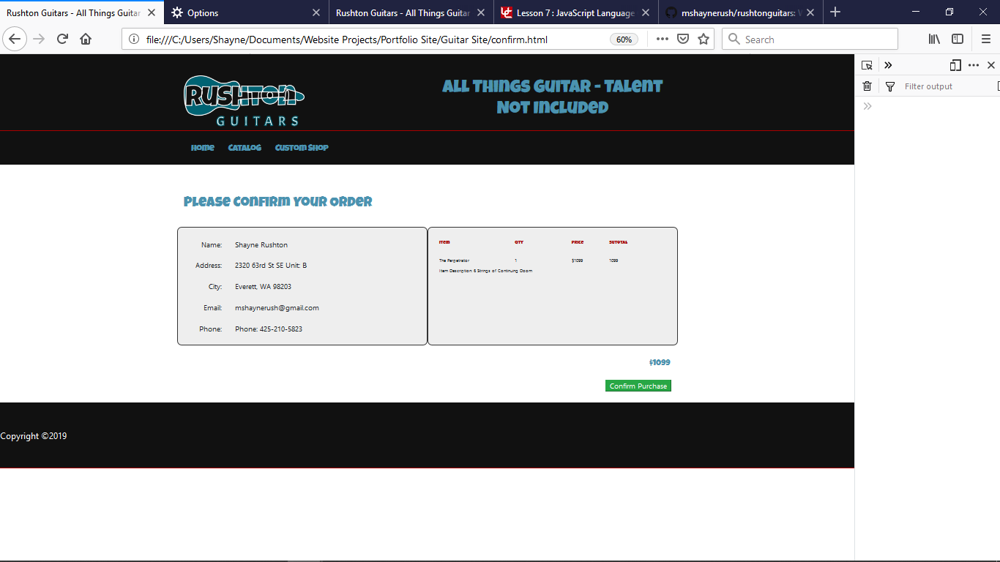 Rushton Guitars - All Things Guitar
Options
Rushton Guitars - All Things Guitar
Lesson 7 : JavaScript Language
mshaynerush/rushtonguitars: W
file:///C:/Users/Shayne/Documents/Website Projects/Portfolio Site/Guitar Site/confirm.html
60%
Search
Filter output
RUSHTON
GUITARS
All Things Guitar - Talent
Not Included
Home
Catalog
Custom Shop
Please Confirm Your Order
Name: Shayne Rushton
Address: 2320 63rd St SE Unit: B
City: Everett, WA 98203
Email: mshaynerush@gmail.com
Phone: Phone: 425-210-5823
Item QTY Price SUTOTAL
The Perpetrator 1 $1099 1099
Item Description: 6 Strings of Continuing Doom
$1099
Confirm Purchase
Copyright ©2019